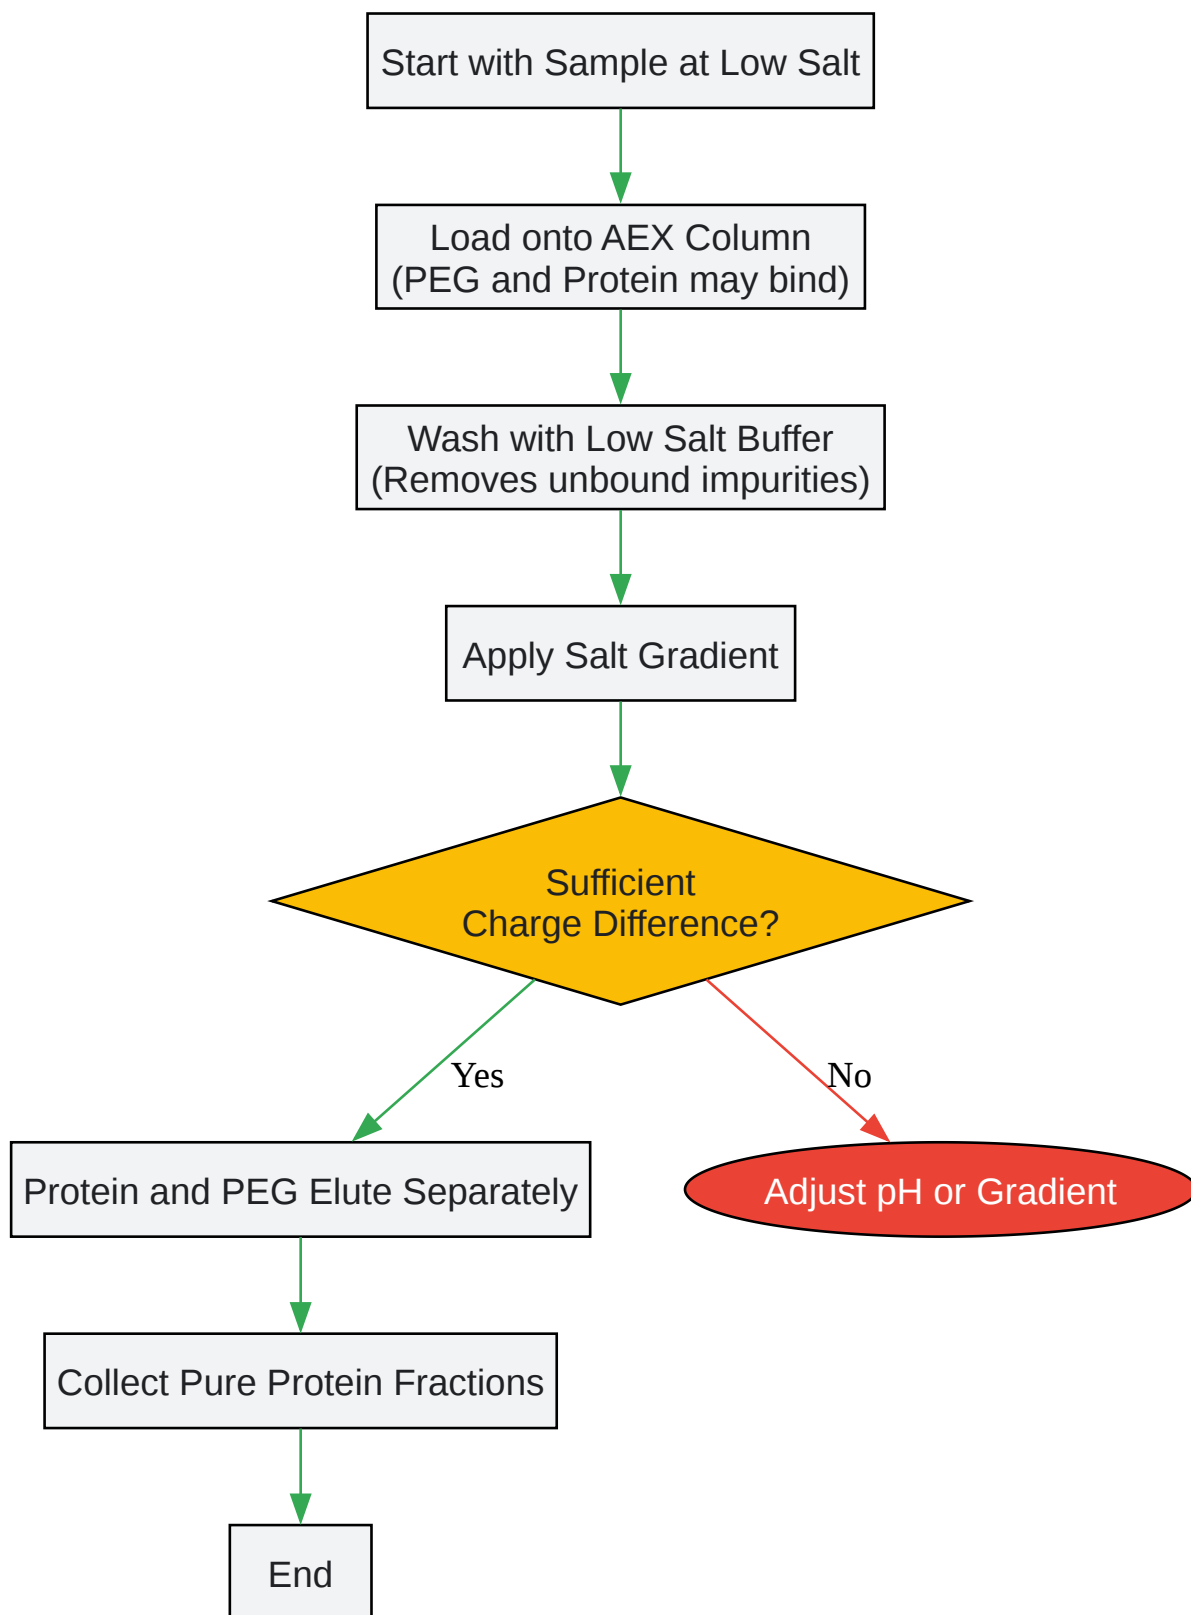 Start with Sample at Low Salt
Load onto AEX Column
(PEG and Protein may bind)
Wash with Low Salt Buffer
(Removes unbound impurities)
Apply Salt Gradient
Sufficient
Charge Difference?
Yes
No
Protein and PEG Elute Separately
Adjust pH or Gradient
Collect Pure Protein Fractions
End